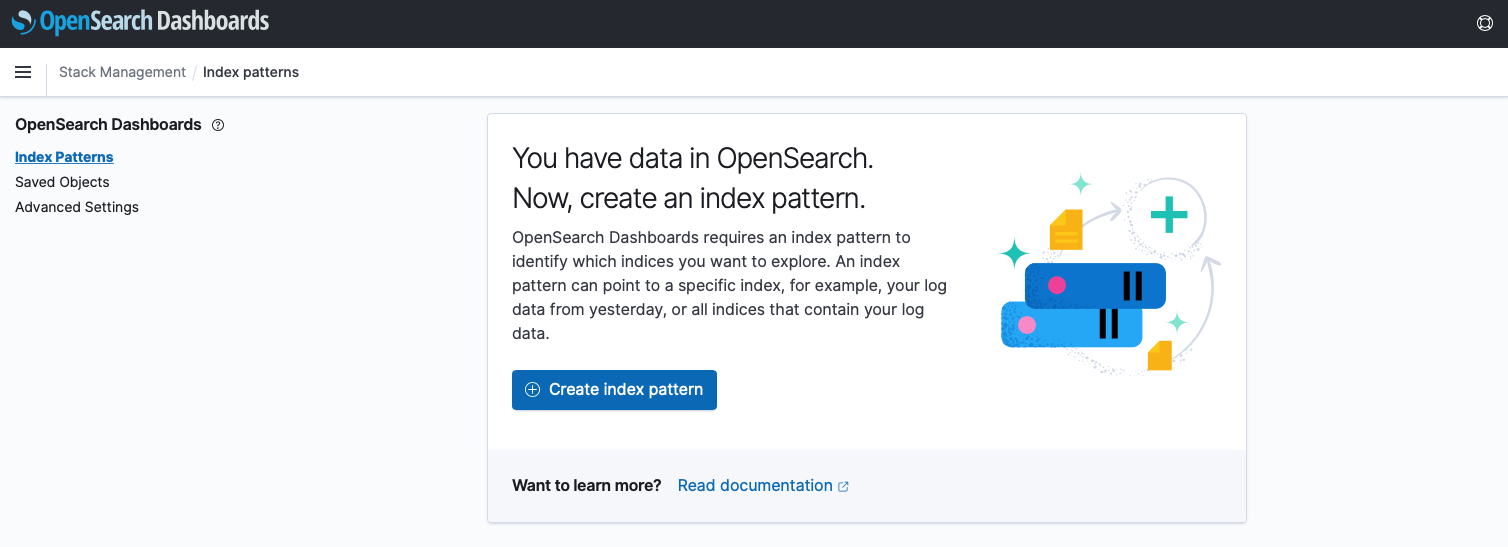 OpenSearch Dashboards
Stack Management / Index patterns
OpenSearch Dashboards
Index Patterns
Saved Objects
Advanced Settings
You have data in OpenSearch.
Now, create an index pattern.
OpenSearch Dashboards requires an index pattern to
identify which indices you want to explore. An index
pattern can point to a specific index, for example, your log
data from yesterday, or all indices that contain your log
data.
Create index pattern
Want to learn more? Read documentation